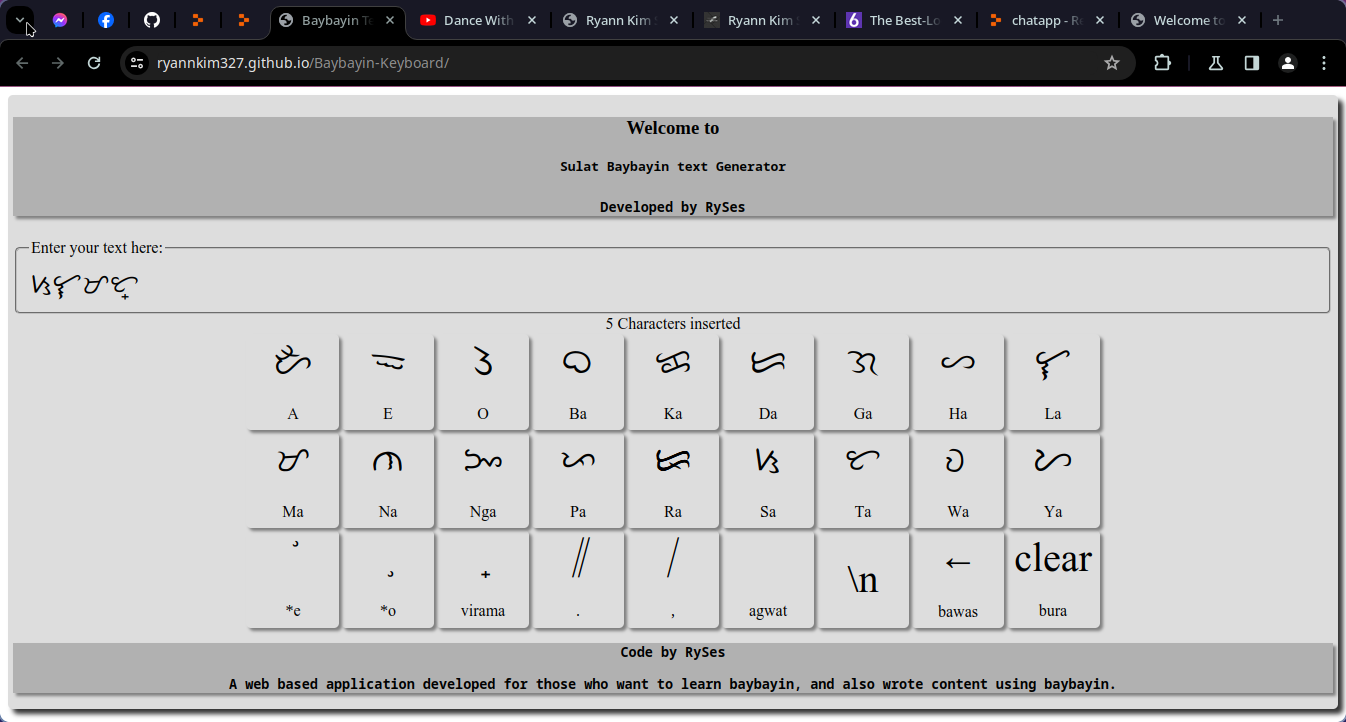 Baybayin Te
Dance With
Ryann Kim
Ryann Kim
The Best-Lo
chatapp - Re
Welcome to
ryannkim327.github.io/Baybayin-Keyboard/
Welcome to
Sulat Baybayin text Generator
Developed by RySes
Enter your text here:
ᜐᜎᜋᜆ᜔
5 Characters inserted
ᜀ ᜁ ᜂ ᜊ ᜃ ᜇ ᜄ ᜑ ᜎ
A E O Ba Ka Da Ga Ha La
ᜋ ᜈ ᜅ ᜉ ᜍ ᜐ ᜆ ᜏ ᜌ
Ma Na Nga Pa Ra Sa Ta Wa Ya
ᜒ ᜓ ᜔ ᜶ ᜵ \n ← clear
*e *o virama . , agwat bawas bura
Code by RySes
A web based application developed for those who want to learn baybayin, and also wrote content using baybayin.